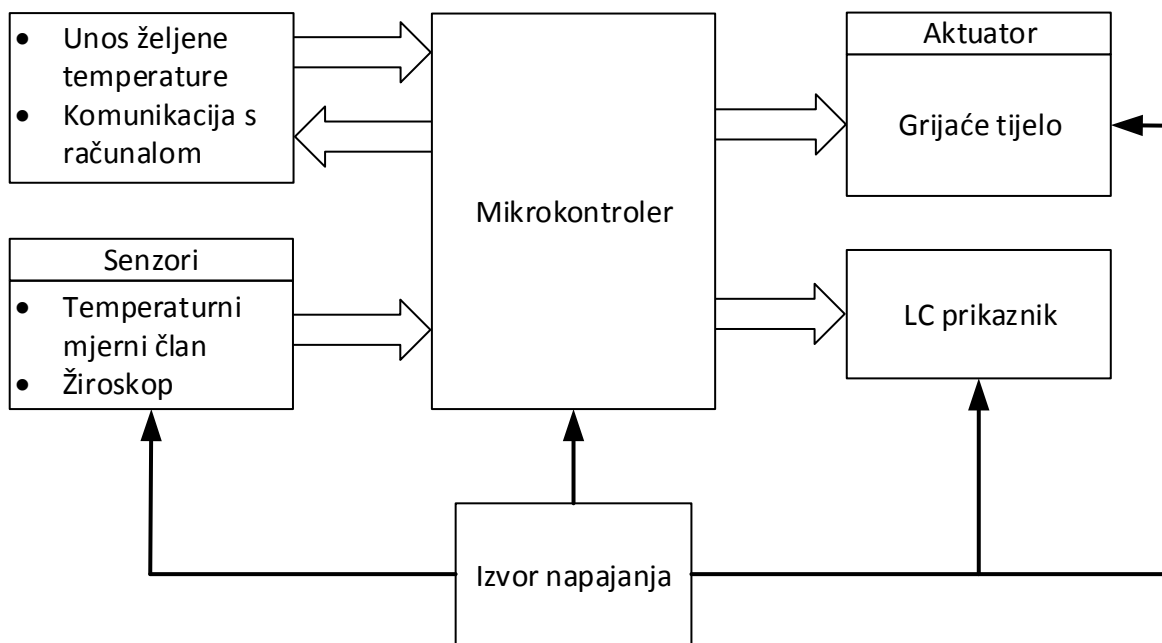 • Unos željene
temperature
• Komunikacija s
računalom
Senzori
• Temperaturni
mjerni član
• Žiroskop
Mikrokontroler
Aktuator
Grijaće tijelo
LC prikaznik
Izvor napajanja